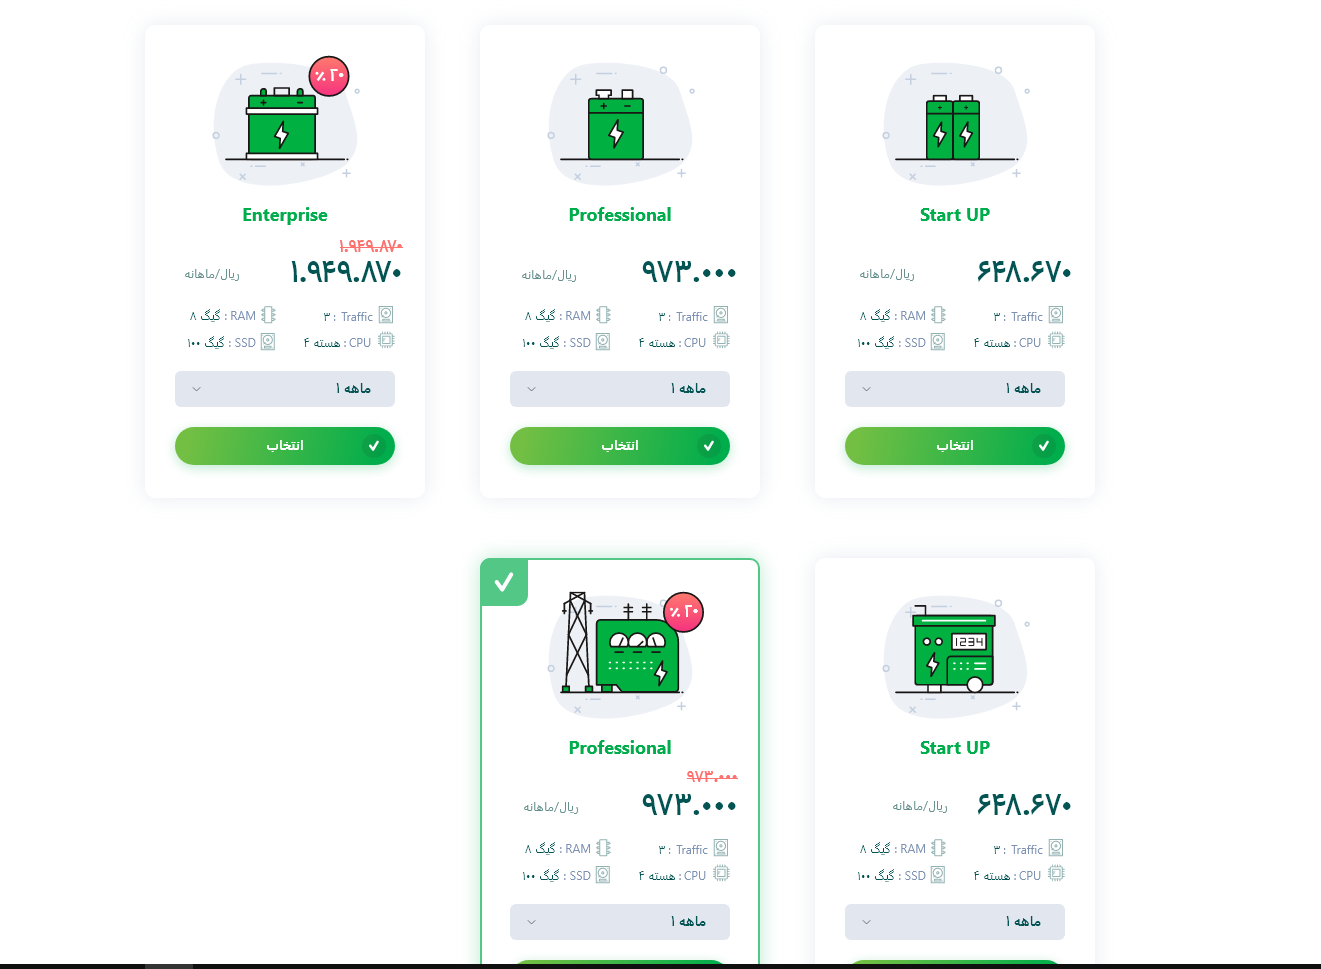 Start UP
۶۴۸.۶۷۰ ریال/ماهانه
Traffic : ۳ RAM : گیگ ۸
CPU : هسته ۴ SSD : گیگ ۱۰۰
ماهه ۱
انتخاب
Professional
۹۷۳.۰۰۰ ریال/ماهانه
Traffic : ۳ RAM : گیگ ۸
CPU : هسته ۴ SSD : گیگ ۱۰۰
ماهه ۱
انتخاب
٪ ۲۰
Enterprise
۱.۹۴۹.۸۷۰
۱.۹۴۹.۸۷۰ ریال/ماهانه
Traffic : ۳ RAM : گیگ ۸
CPU : هسته ۴ SSD : گیگ ۱۰۰
ماهه ۱
انتخاب
1234
Start UP
۶۴۸.۶۷۰ ریال/ماهانه
Traffic : ۳ RAM : گیگ ۸
CPU : هسته ۴ SSD : گیگ ۱۰۰
ماهه ۱
٪ ۲۰
Professional
۹۷۳.۰۰۰
۹۷۳.۰۰۰ ریال/ماهانه
Traffic : ۳ RAM : گیگ ۸
CPU : هسته ۴ SSD : گیگ ۱۰۰
ماهه ۱